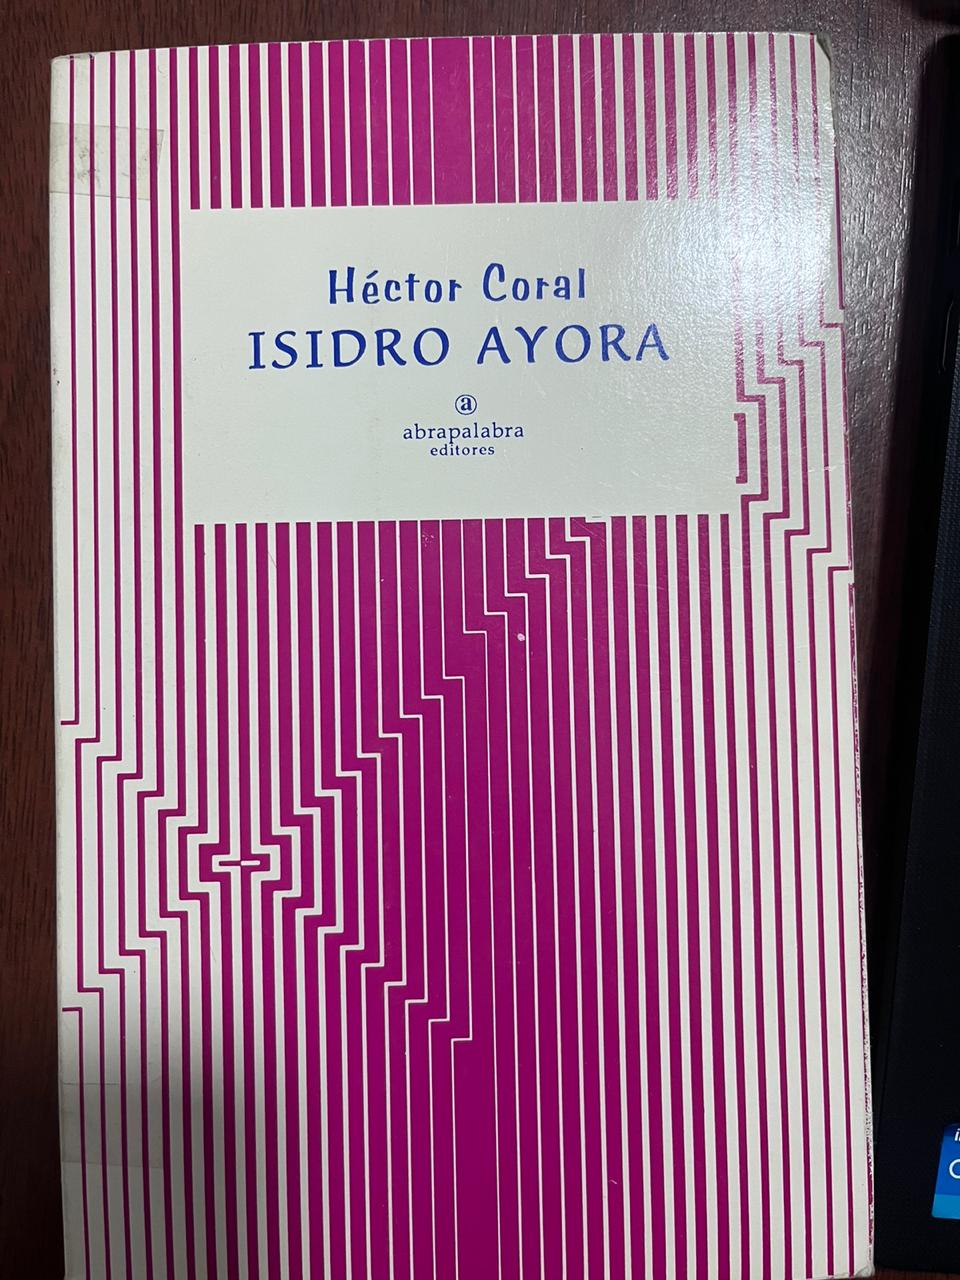 Héctor Coral
ISIDRO AYORA
@
abrapalabra
editores